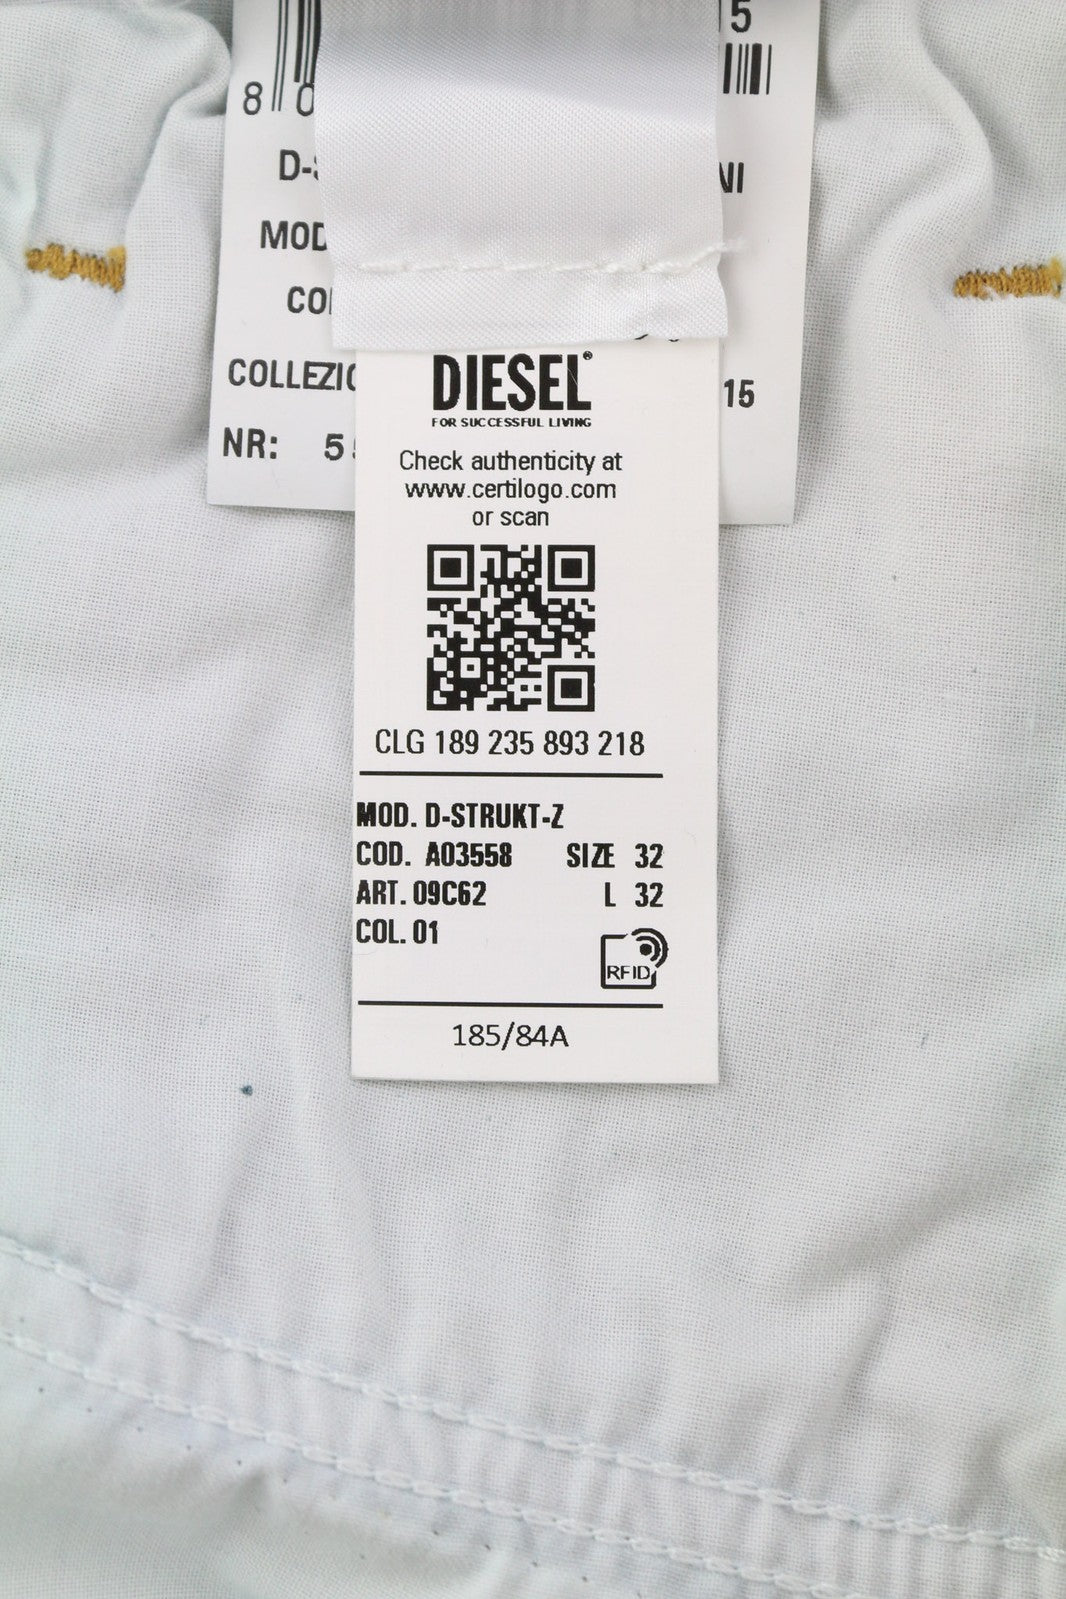 5
8 0
NI
COLLEZIO
15
NR: 5
DIESEL®
FOR SUCCESSFUL LIVING
Check authenticity at
www.certilogo.com
or scan
CLG 189 235 893 218
MOD. D-STRUKT-Z
COD. A03558 SIZE 32
ART. 09C62 L 32
COL. 01
RFID
185/84A